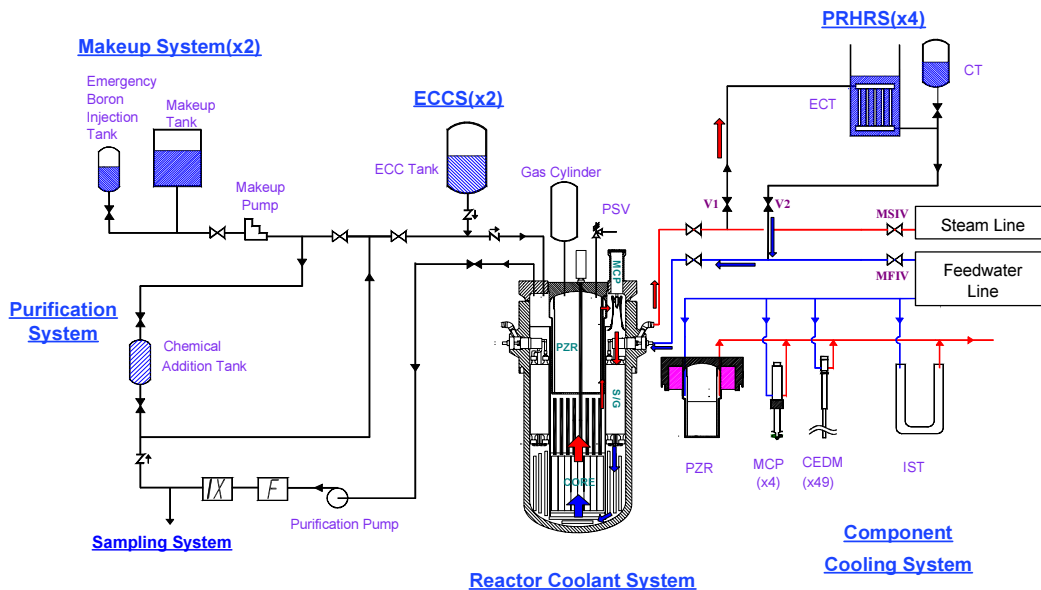 Makeup System(x2)
Emergency
Boron
Injection
Tank
Makeup
Tank
Makeup
Pump
ECCS(x2)
ECC Tank
Gas Cylinder
PSV
PRHRS(x4)
CT
ECT
V1
V2
MSIV
Steam Line
MFIV
Feedwater
Line
Purification
System
Chemical
Addition Tank
IX
F
Purification Pump
Sampling System
MCP
PZR
S/G
CORE
Reactor Coolant System
PZR
MCP
(x4)
CEDM
(x49)
IST
Component
Cooling System